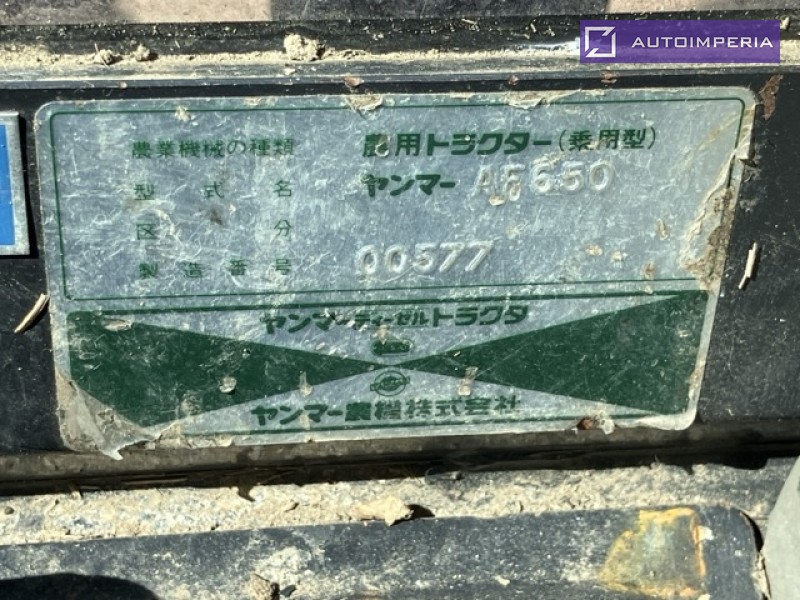 AUTOIMPERIA
農業機械の種類 農用トラクター(乗用型)
型式名 ヤンマー AF650
区分
製造番号 00577
ヤンマーディーゼルトラクタ
ヤンマー農機株式会社